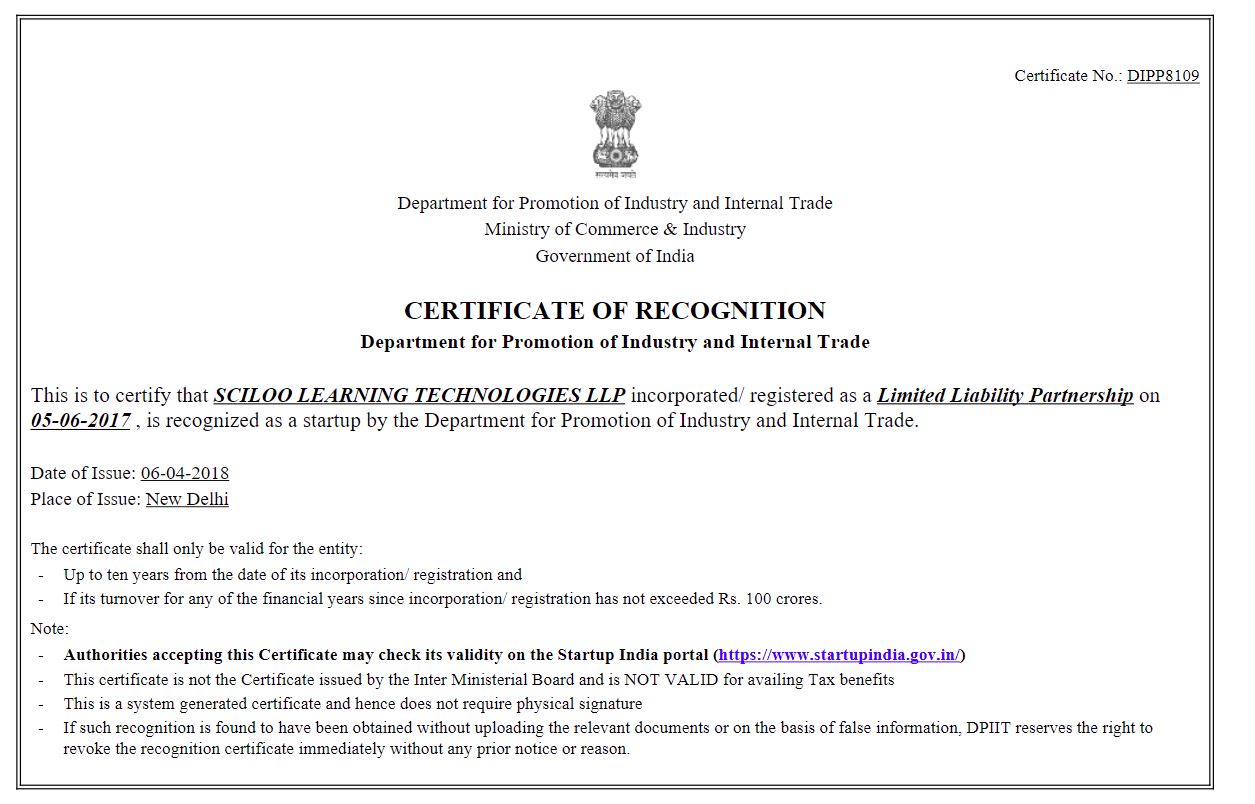 Certificate No.: DIPP8109
सत्यमेव जयते
Department for Promotion of Industry and Internal Trade
Ministry of Commerce & Industry
Government of India
CERTIFICATE OF RECOGNITION
Department for Promotion of Industry and Internal Trade
This is to certify that SCILOO LEARNING TECHNOLOGIES LLP incorporated/ registered as a Limited Liability Partnership on
05-06-2017 , is recognized as a startup by the Department for Promotion of Industry and Internal Trade.
Date of Issue: 06-04-2018
Place of Issue: New Delhi
The certificate shall only be valid for the entity:
- Up to ten years from the date of its incorporation/ registration and
- If its turnover for any of the financial years since incorporation/ registration has not exceeded Rs. 100 crores.
Note:
- Authorities accepting this Certificate may check its validity on the Startup India portal (https://www.startupindia.gov.in/)
- This certificate is not the Certificate issued by the Inter Ministerial Board and is NOT VALID for availing Tax benefits
- This is a system generated certificate and hence does not require physical signature
- If such recognition is found to have been obtained without uploading the relevant documents or on the basis of false information, DPIIT reserves the right to
revoke the recognition certificate immediately without any prior notice or reason.